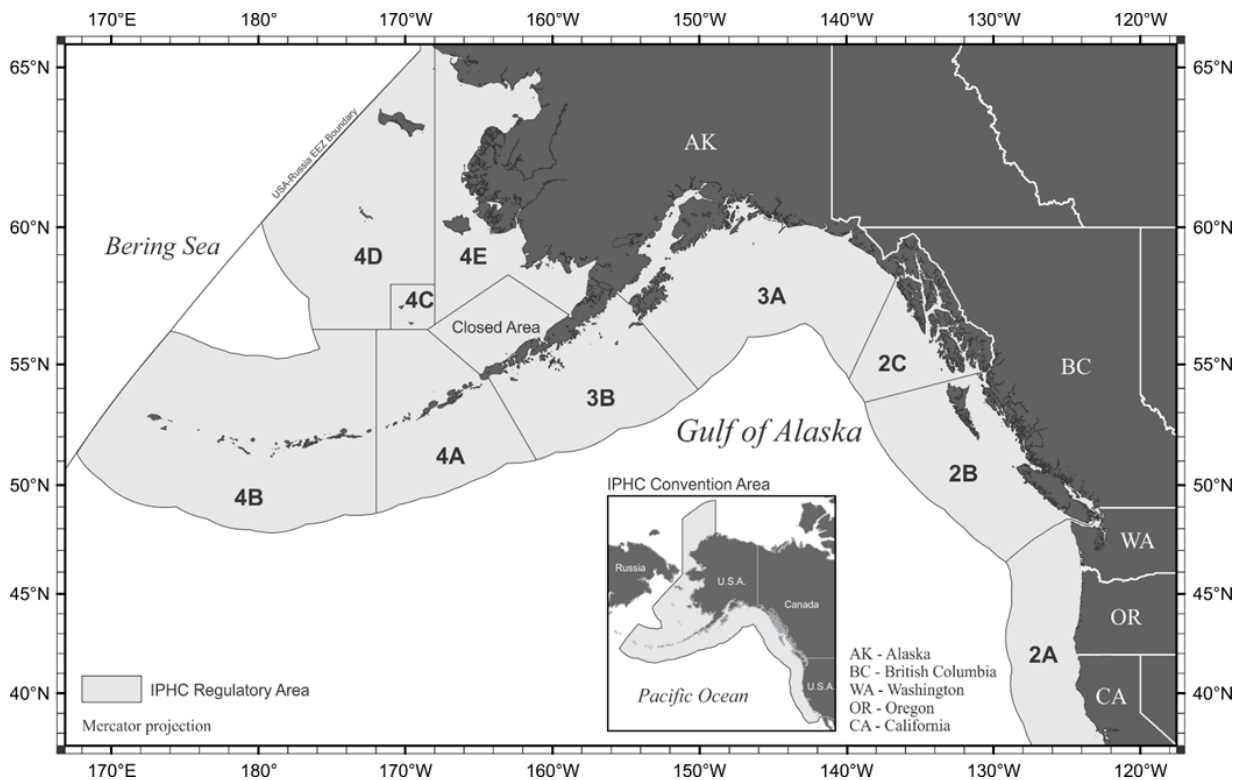 170°E 180° 170°W 160°W 150°W 140°W 130°W 120°W
65°N 65°N
USA-Russia EEZ Boundary
AK
60°N 60°N
Bering Sea
4D 4E
3A
4C
Closed Area
55°N 55°N
2C
BC
3B
Gulf of Alaska
4A
2B
50°N 50°N
4B
IPHC Convention Area
WA
Russia
U.S.A.
Canada
45°N 45°N
OR
2A
AK - Alaska
BC - British Columbia
WA - Washington
OR - Oregon
CA - California
U.S.A.
Pacific Ocean
CA
40°N 40°N
IPHC Regulatory Area
Mercator projection
170°E 180° 170°W 160°W 150°W 140°W 130°W 120°W